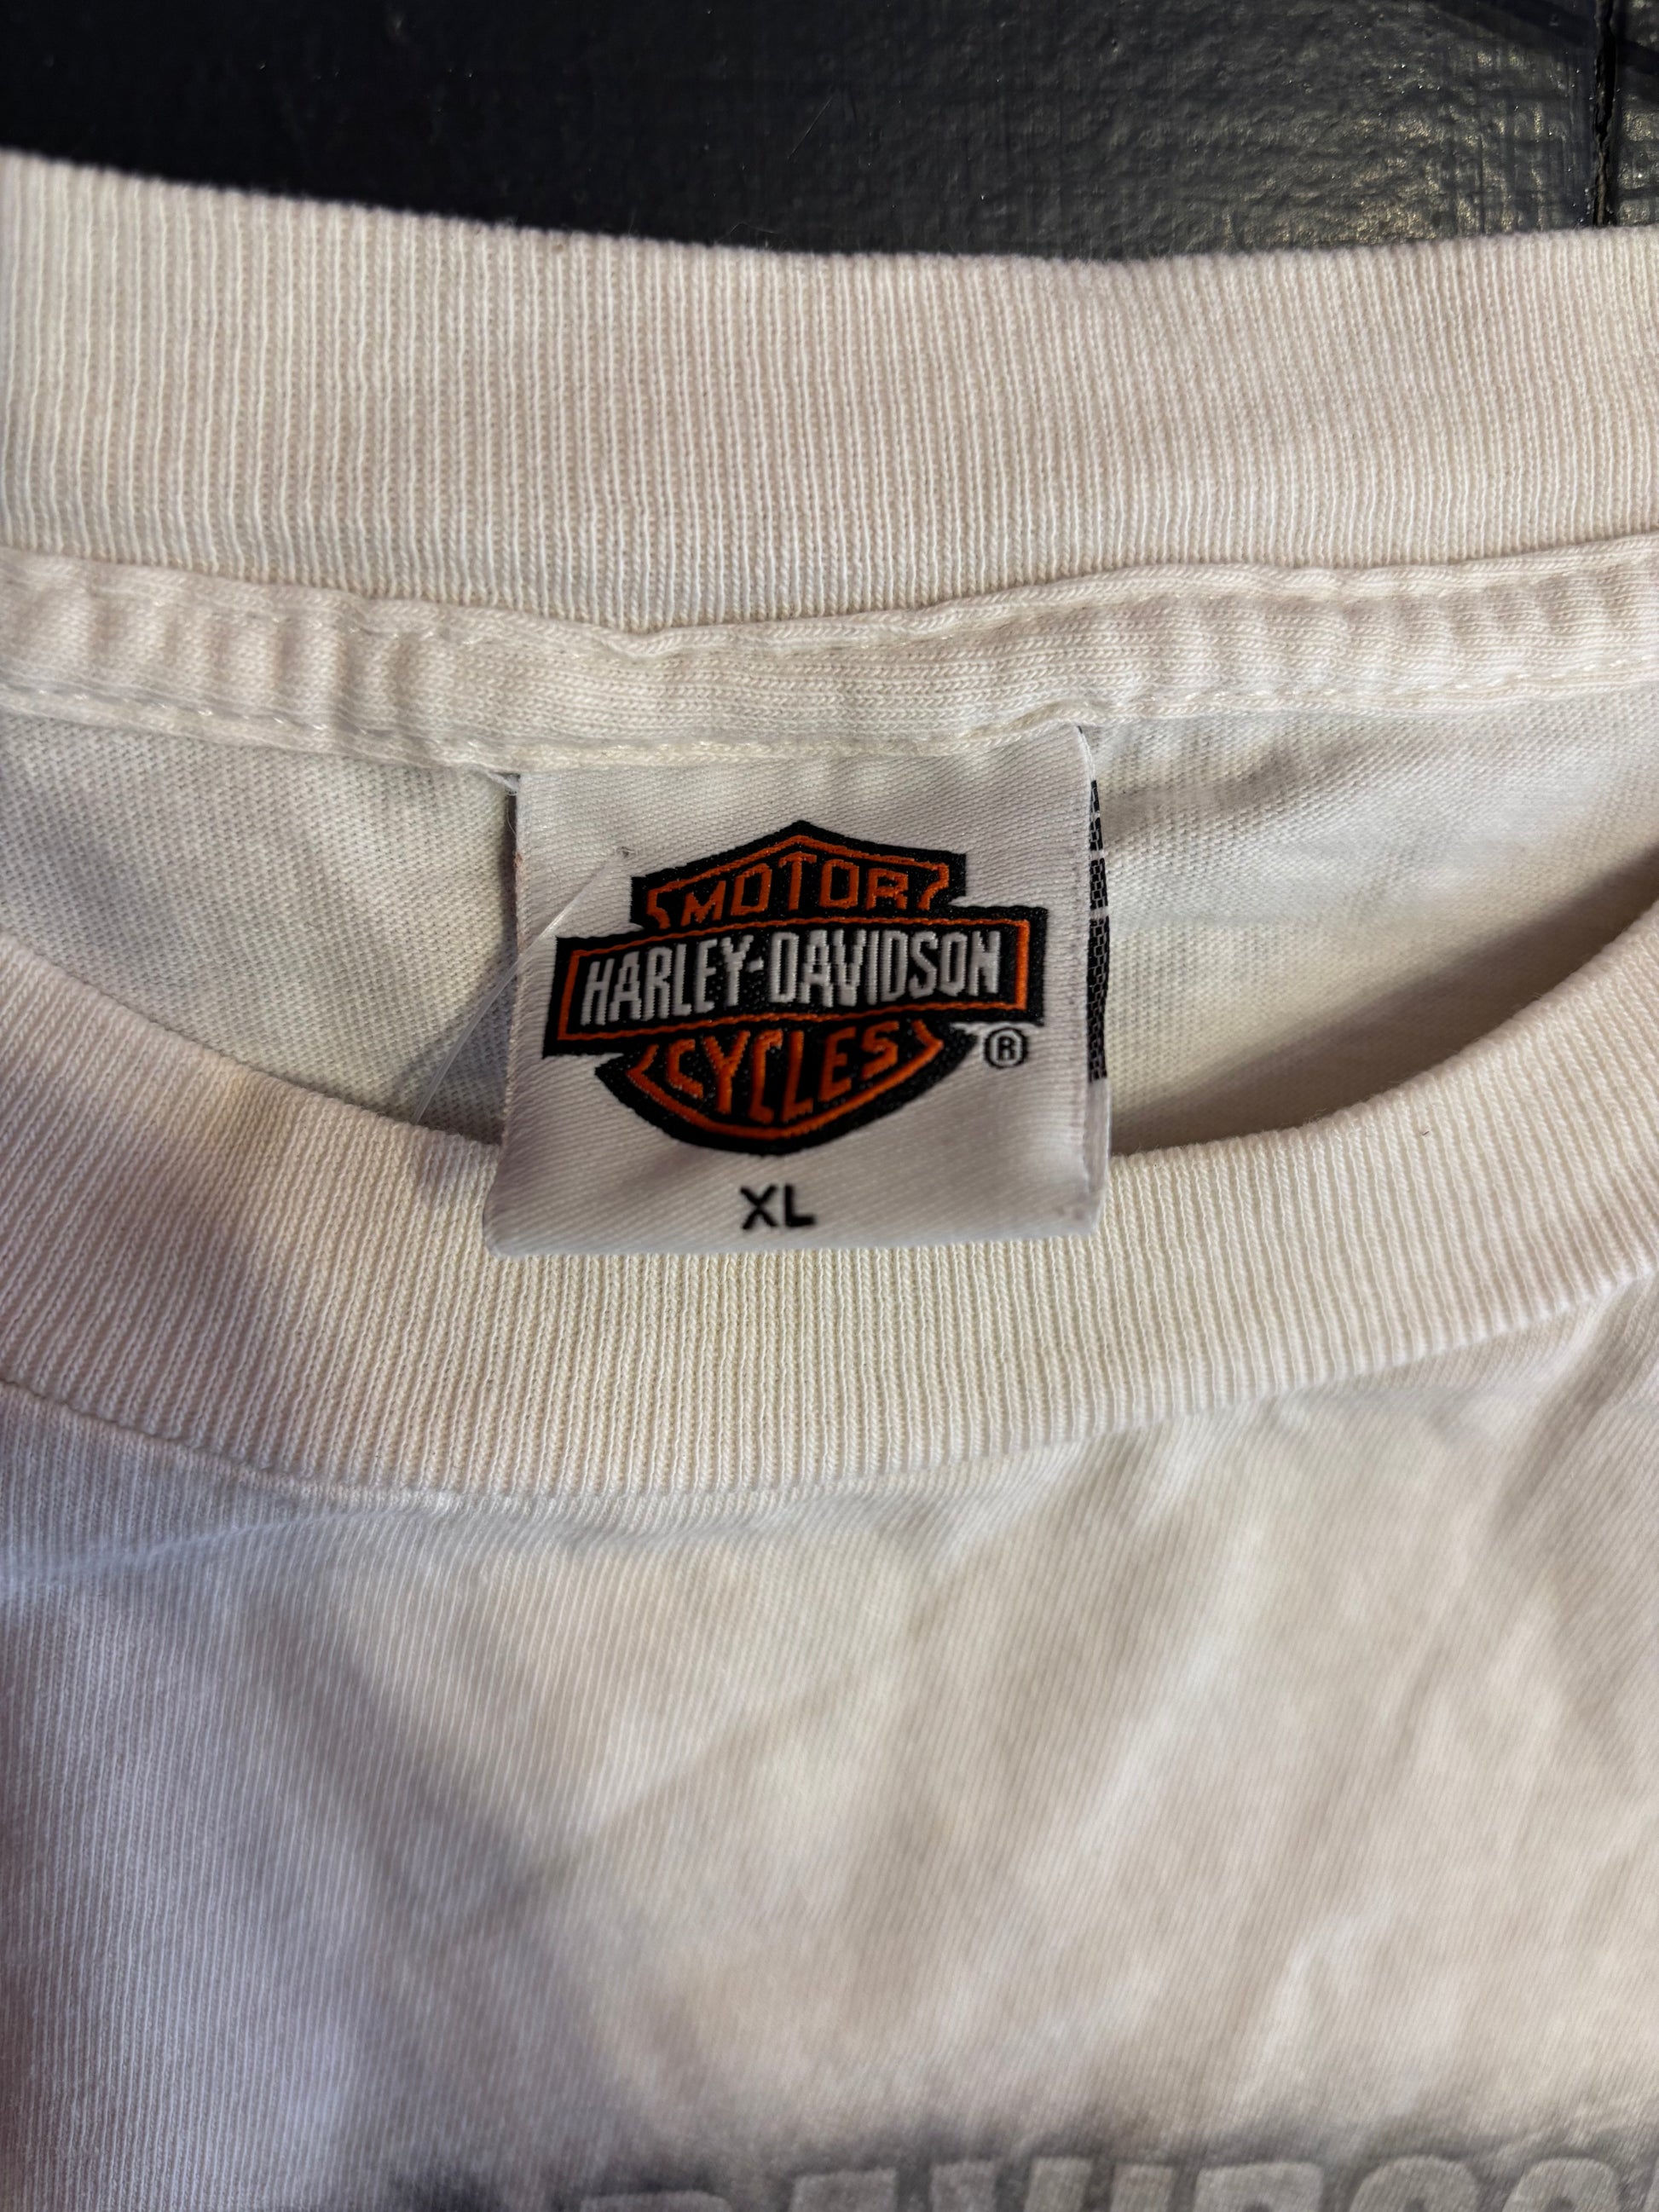 MOTOR
HARLEY-DAVIDSON
CYCLES
®
XL